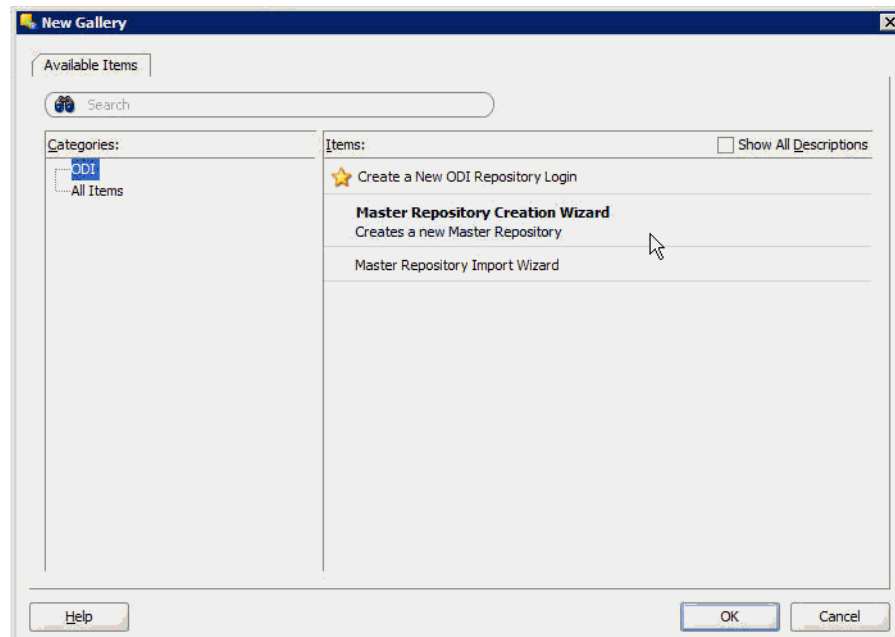 New Gallery
Available Items
Search
Categories:
ODI
All Items
Items:
Show All Descriptions
Create a New ODI Repository Login
Master Repository Creation Wizard
Creates a new Master Repository
Master Repository Import Wizard
Help
OK
Cancel